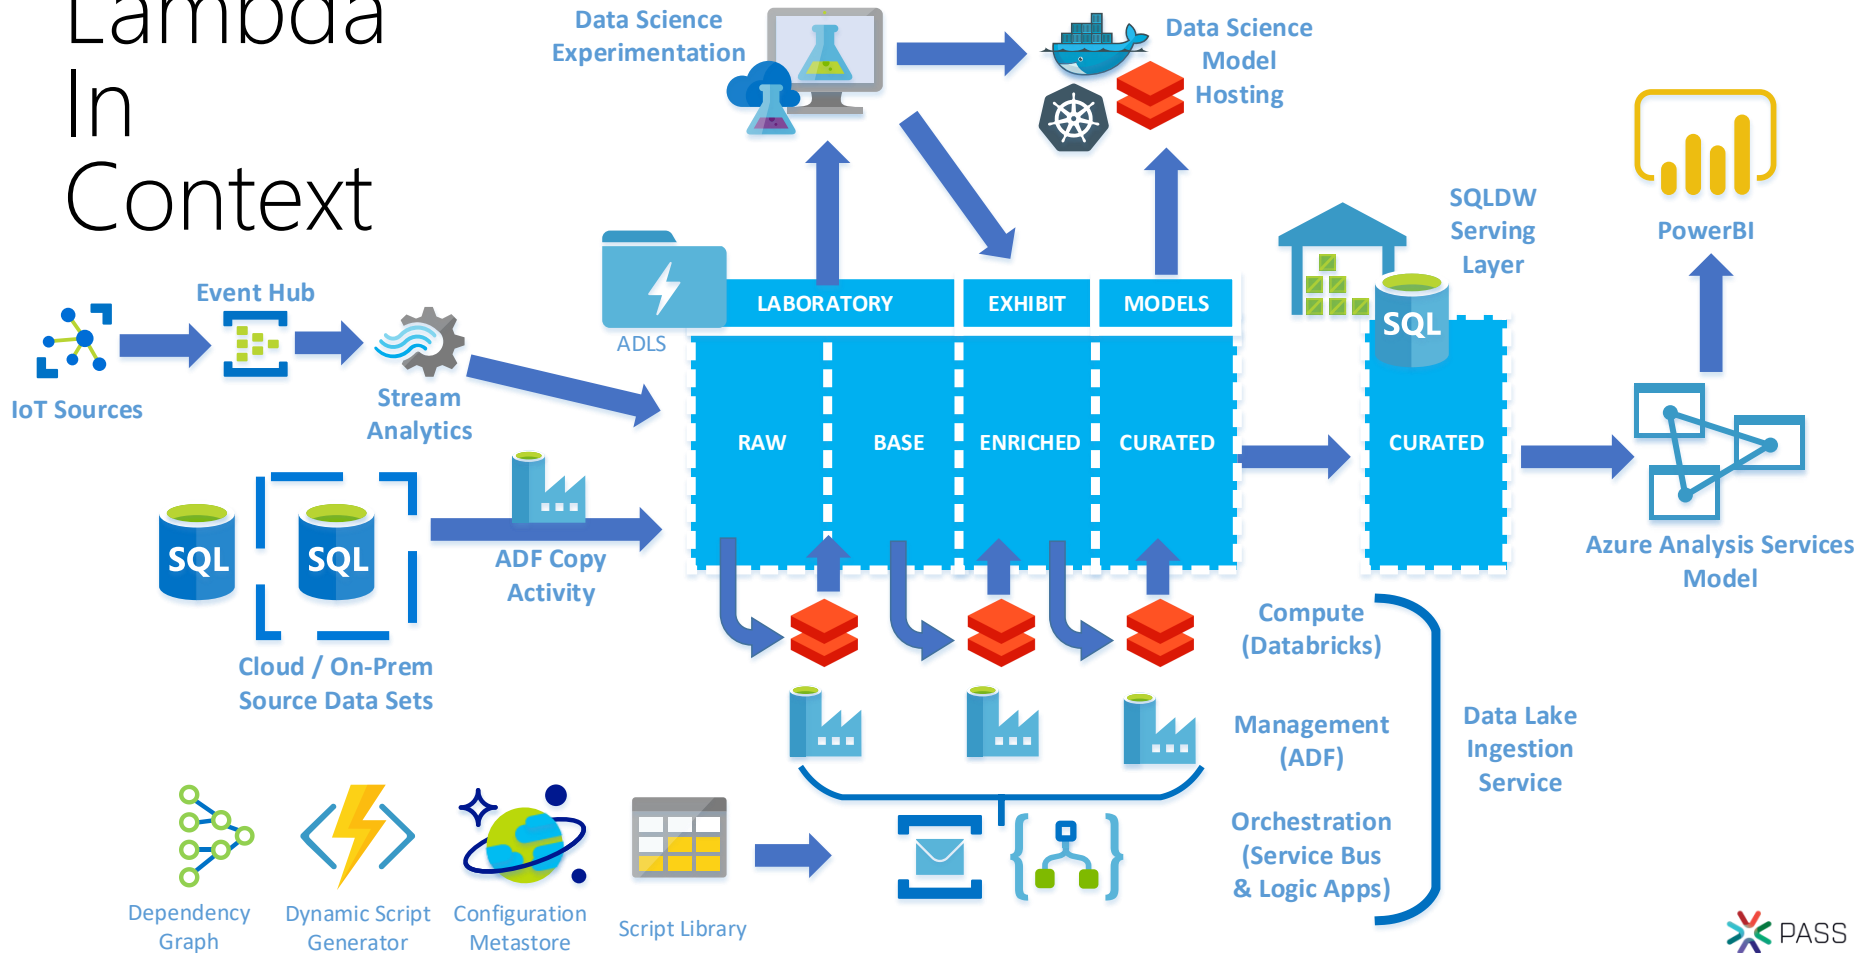 Lambda
In
Context
Data Science
Experimentation
Data Science
Model
Hosting
PowerBI
SQLDW
Serving
Layer
SQL
ADLS
LABORATORY
EXHIBIT
MODELS
RAW
BASE
ENRICHED
CURATED
CURATED
Event Hub
IoT Sources
Stream
Analytics
SQL
SQL
ADF Copy
Activity
Cloud / On-Prem
Source Data Sets
Azure Analysis Services
Model
Compute
(Databricks)
Management
(ADF)
Orchestration
(Service Bus
& Logic Apps)
Data Lake
Ingestion
Service
Dependency
Graph
Dynamic Script
Generator
Configuration
Metastore
Script Library
PASS